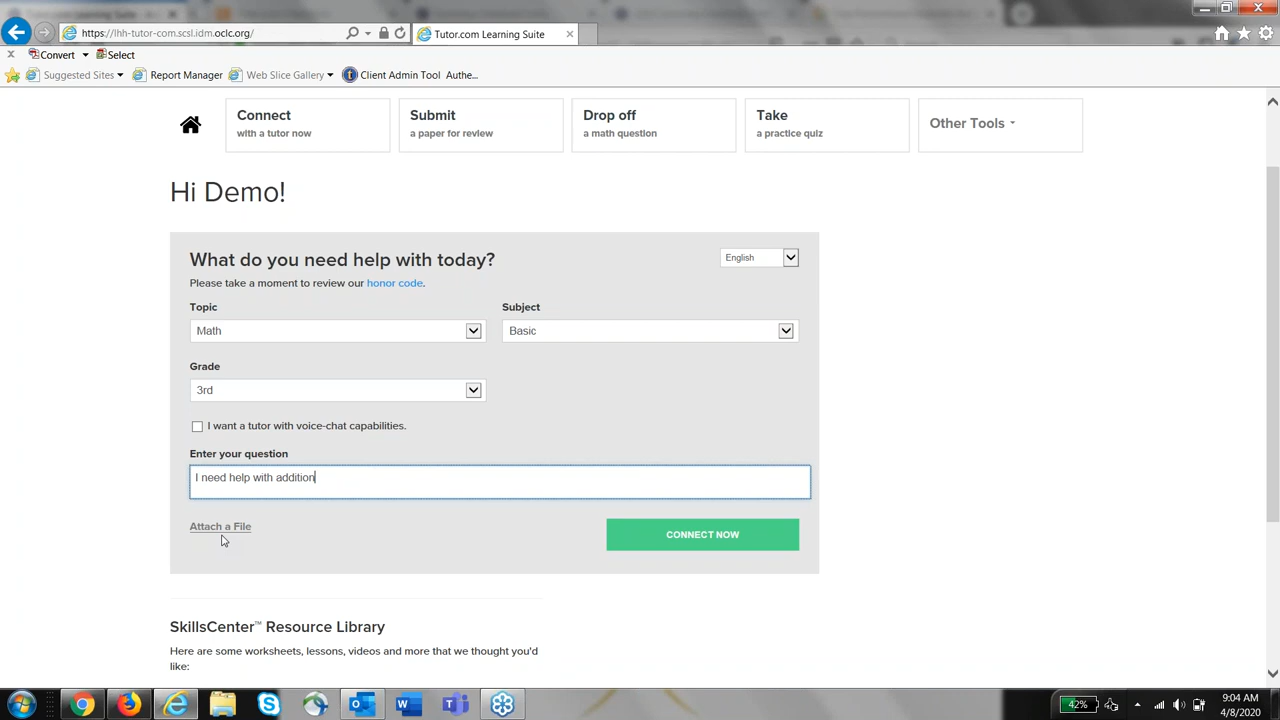 https://lhh-tutor-com.scsl.idm.oclc.org/
Tutor.com Learning Suite
Convert
Select
Suggested Sites
Report Manager
Web Slice Gallery
Client Admin Tool
Authe...
Connect
with a tutor now
Submit
a paper for review
Drop off
a math question
Take
a practice quiz
Other Tools
Hi Demo!
What do you need help with today?
English
Please take a moment to review our honor code.
Topic
Subject
Math
Basic
Grade
3rd
I want a tutor with voice-chat capabilities.
Enter your question
I need help with addition
Attach a File
CONNECT NOW
SkillsCenter™ Resource Library
Here are some worksheets, lessons, videos and more that we thought you'd
like:
42%
9:04 AM
4/8/2020